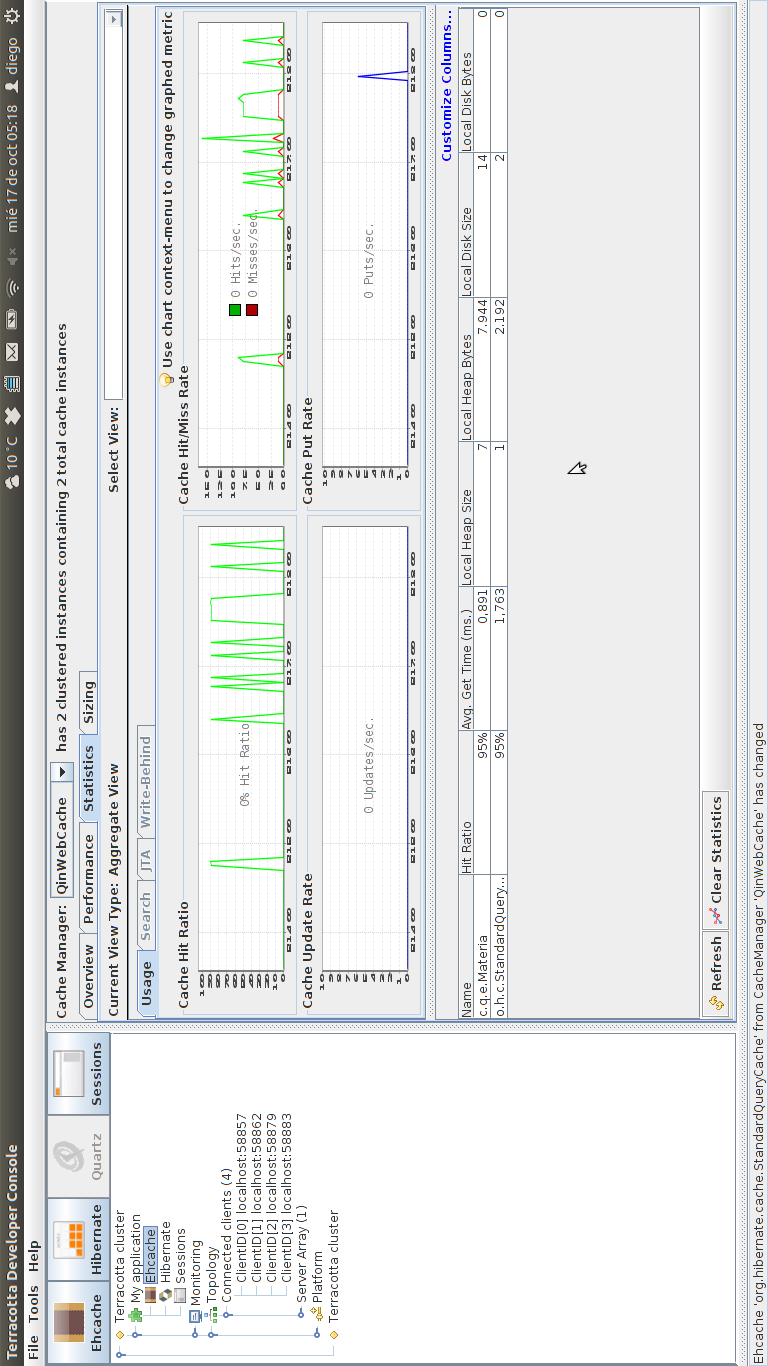 Terracotta Developer Console
10°C
mié 17 de oct 05:18
diego
File Tools Help
Ehcache
Hibernate
Quartz
Sessions
Terracotta cluster
My application
Ehcache
Hibernate
Sessions
Monitoring
Topology
Connected clients (4)
ClientID[0] localhost:58857
ClientID[1] localhost:58862
ClientID[2] localhost:58879
ClientID[3] localhost:58883
Server Array (1)
Platform
Terracotta cluster
Cache Manager: QinWebCache has 2 clustered instances containing 2 total cache instances
Overview Performance Statistics Sizing
Current View Type: Aggregate View Select View:
Usage Search JTA Write-Behind
Use chart context-menu to change graphed metric
Cache Hit Ratio
0% Hit Ratio
Cache Hit/Miss Rate
0 Hits/sec.
0 Misses/sec.
150
125
100
75
50
25
0
Cache Update Rate
0 Updates/sec.
Cache Put Rate
0 Puts/sec.
Customize Columns...
Name Hit Ratio Avg. Get Time (ms.) Local Heap Size Local Heap Bytes Local Disk Size Local Disk Bytes
c.q.e.Materia 95% 0,891 7 7.944 14 0
o.h.c.StandardQuery... 95% 1,763 1 2.192 2 0
Refresh Clear Statistics
Ehcache 'org.hibernate.cache.StandardQueryCache' from CacheManager 'QinWebCache' has changed